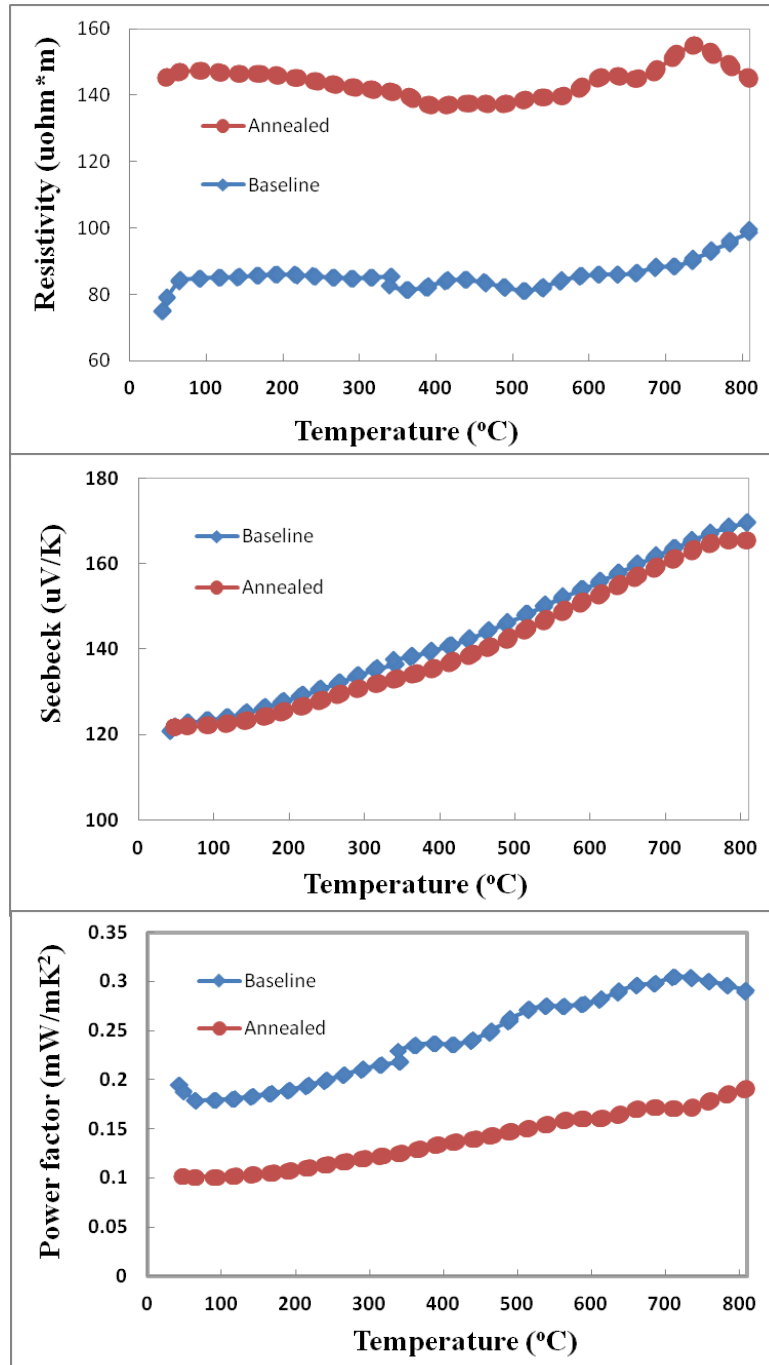 160
140
120
100
80
60
Resistivity (uohm*m)
Annealed
Baseline
0 100 200 300 400 500 600 700 800
Temperature (ºC)
180
160
140
120
100
Seebeck (uV/K)
Baseline
Annealed
0 100 200 300 400 500 600 700 800
Temperature (ºC)
0.35
0.3
0.25
0.2
0.15
0.1
0.05
0
Power factor (mW/mK²)
Baseline
Annealed
0 100 200 300 400 500 600 700 800
Temperature (ºC)